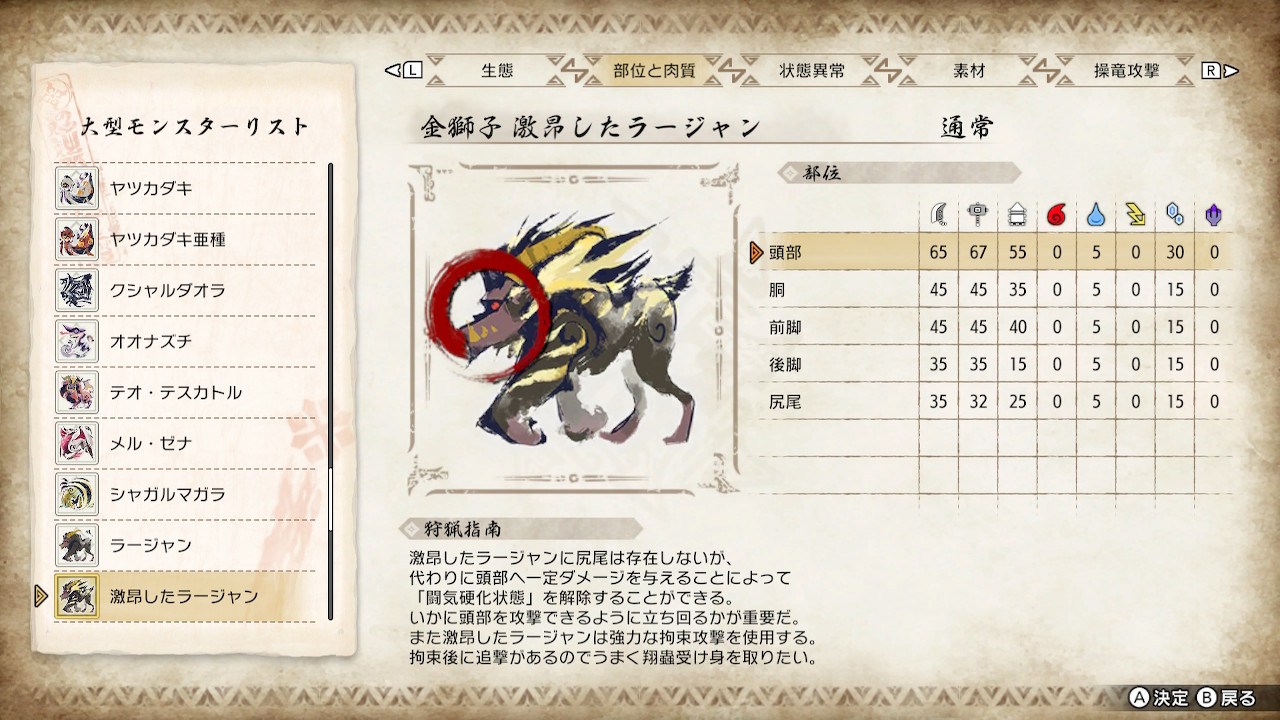 L
生態
部位と肉質
状態異常
素材
操竜攻撃
R
大型モンスターリスト
ヤツカダキ
ヤツカダキ亜種
クシャルダオラ
オオナズチ
テオ・テスカトル
メル・ゼナ
シャガルマガラ
ラージャン
激昂したラージャン
金獅子 激昂したラージャン
通常
部位
頭部 65 67 55 0 5 0 30 0
胴 45 45 35 0 5 0 15 0
前脚 45 45 40 0 5 0 15 0
後脚 35 35 15 0 5 0 15 0
尻尾 35 32 25 0 5 0 15 0
狩猟指南
激昂したラージャンに尻尾は存在しないが、
代わりに頭部へ一定ダメージを与えることによって
「闘気硬化状態」を解除することができる。
いかに頭部を攻撃できるように立ち回るかが重要だ。
また激昂したラージャンは強力な拘束攻撃を使用する。
拘束後に追撃があるのでうまく翔蟲受け身を取りたい。
A 決定 B 戻る